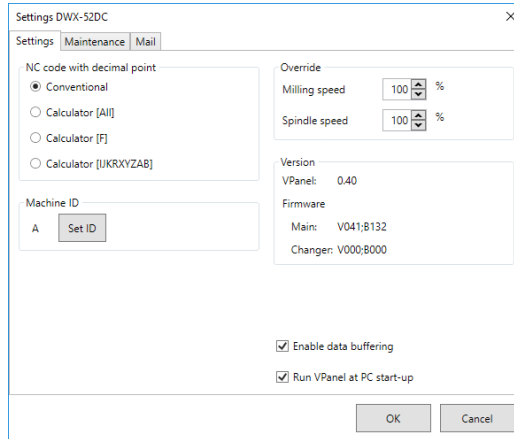 Settings DWX-52DC
Settings Maintenance Mail
NC code with decimal point
Conventional
Calculator [All]
Calculator [F]
Calculator [IJKRXYZAB]
Machine ID
A Set ID
Override
Milling speed 100 %
Spindle speed 100 %
Version
VPanel: 0.40
Firmware
Main: V041;B132
Changer: V000;B000
Enable data buffering
Run VPanel at PC start-up
OK Cancel